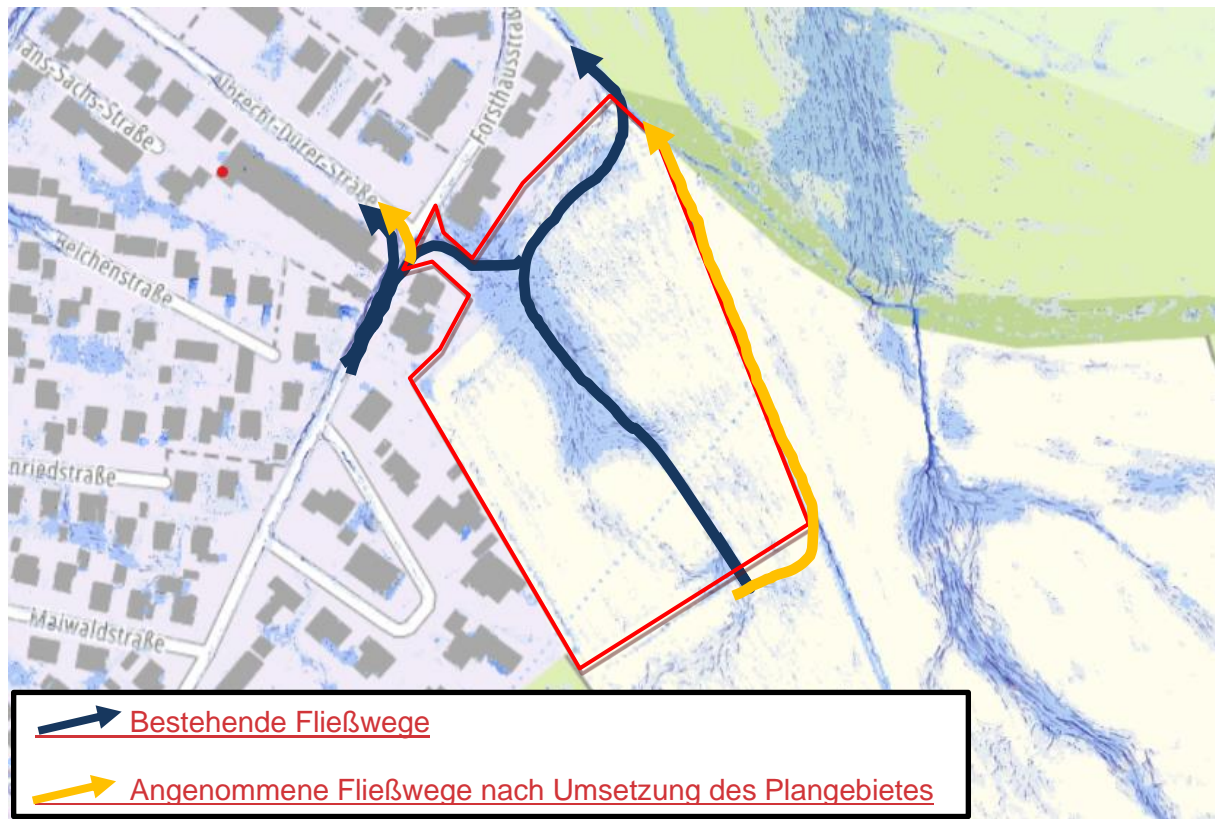 Hans-Sachs-Straße
Albrecht-Dürer-Straße
Forsthausstraße
Reichenstraße
nriedstraße
Maiwaldstraße
Bestehende Fließwege
Angenommene Fließwege nach Umsetzung des Plangebietes